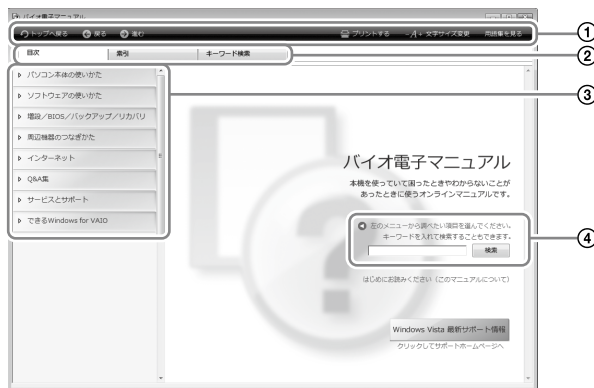 バイオ電子マニュアル
トップへ戻る 戻る 進む プリントする -A+ 文字サイズ変更 用語集を見る
①
目次 索引 キーワード検索
②
パソコン本体の使いかた
③
ソフトウェアの使いかた
増設/BIOS/バックアップ/リカバリ
周辺機器のつなぎかた
インターネット
Q&A集
サービスとサポート
できるWindows for VAIO
バイオ電子マニュアル
本機を使っていて困ったときやわからないことが
あったときに使うオンラインマニュアルです。
左のメニューから調べたい項目を選んでください。
キーワードを入れて検索することもできます。
検索
④
はじめにお読みください(このマニュアルについて)
Windows Vista 最新サポート情報
クリックしてサポートホームページへ